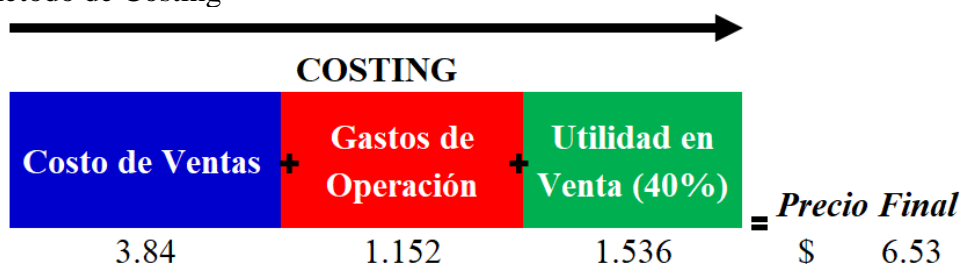 COSTING
Costo de Ventas + Gastos de Operación + Utilidad en Venta (40%) = Precio Final
3.84 1.152 1.536 $ 6.53